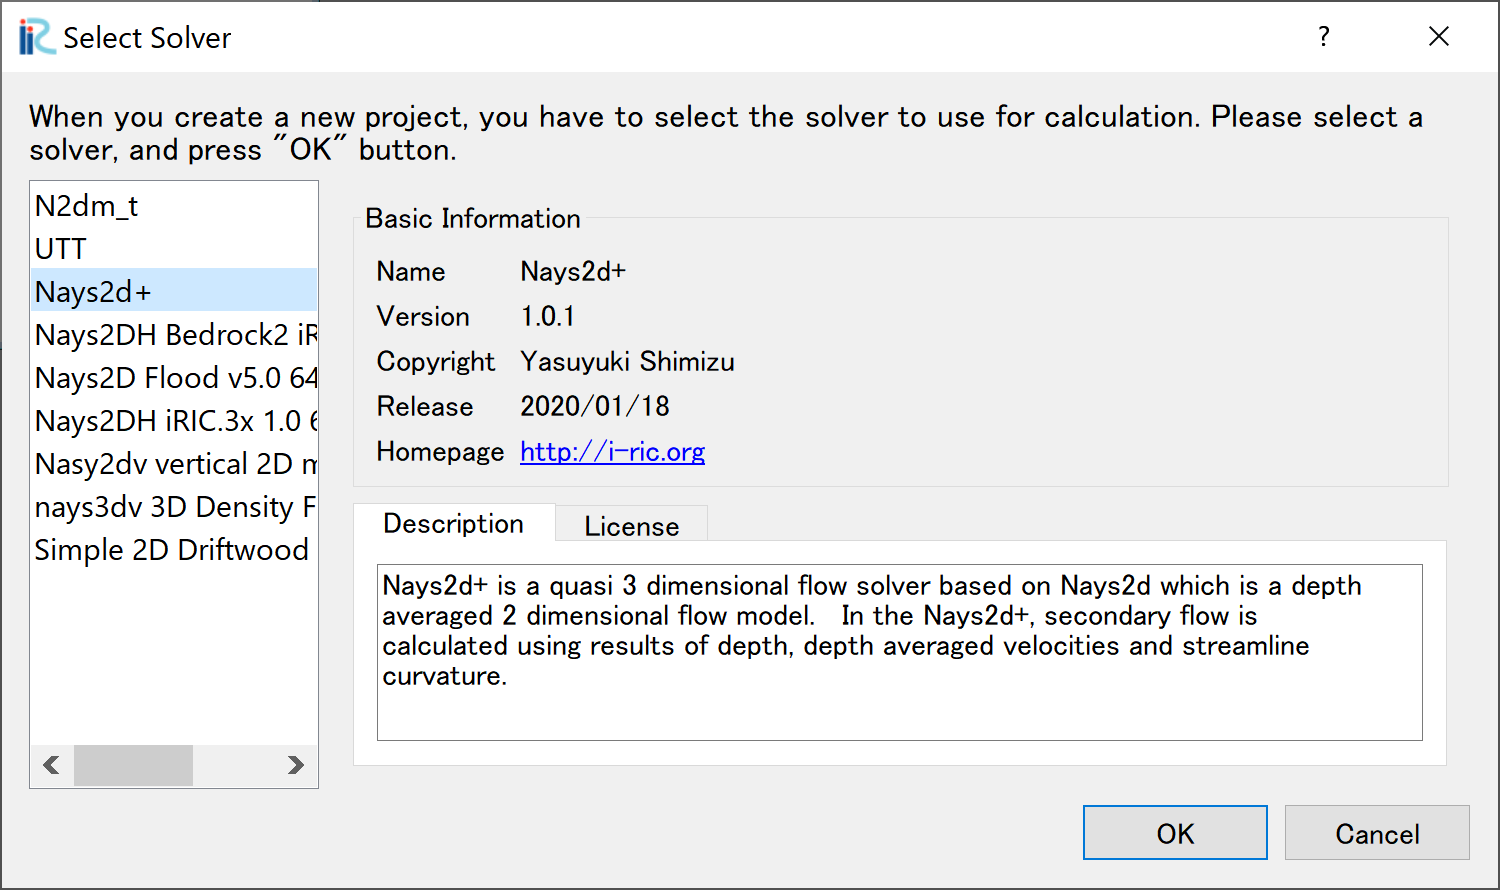 iRIC Select Solver ?
When you create a new project, you have to select the solver to use for calculation. Please select a
solver, and press "OK" button.
N2dm_t
UTT
Nays2d+
Nays2DH Bedrock2 iR
Nays2D Flood v5.0 64
Nays2DH iRIC.3x 1.0 6
Nasy2dv vertical 2D m
nays3dv 3D Density F
Simple 2D Driftwood
Basic Information
Name Nays2d+
Version 1.0.1
Copyright Yasuyuki Shimizu
Release 2020/01/18
Homepage http://i-ric.org
Description License
Nays2d+ is a quasi 3 dimensional flow solver based on Nays2d which is a depth
averaged 2 dimensional flow model. In the Nays2d+, secondary flow is
calculated using results of depth, depth averaged velocities and streamline
curvature.
OK Cancel